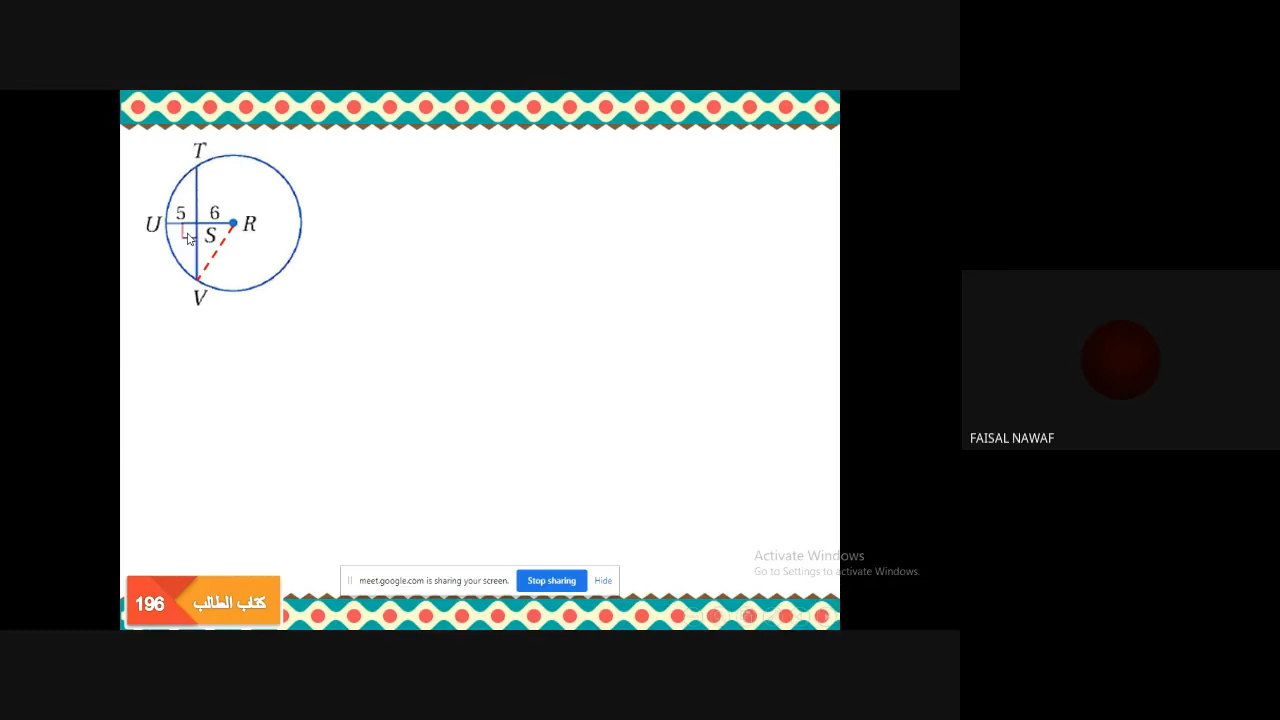 T
5 6
U S R
V
FAISAL NAWAF
Activate Windows
Go to Settings to activate Windows.
meet.google.com is sharing your screen. Stop sharing Hide
كتاب الطالب 196